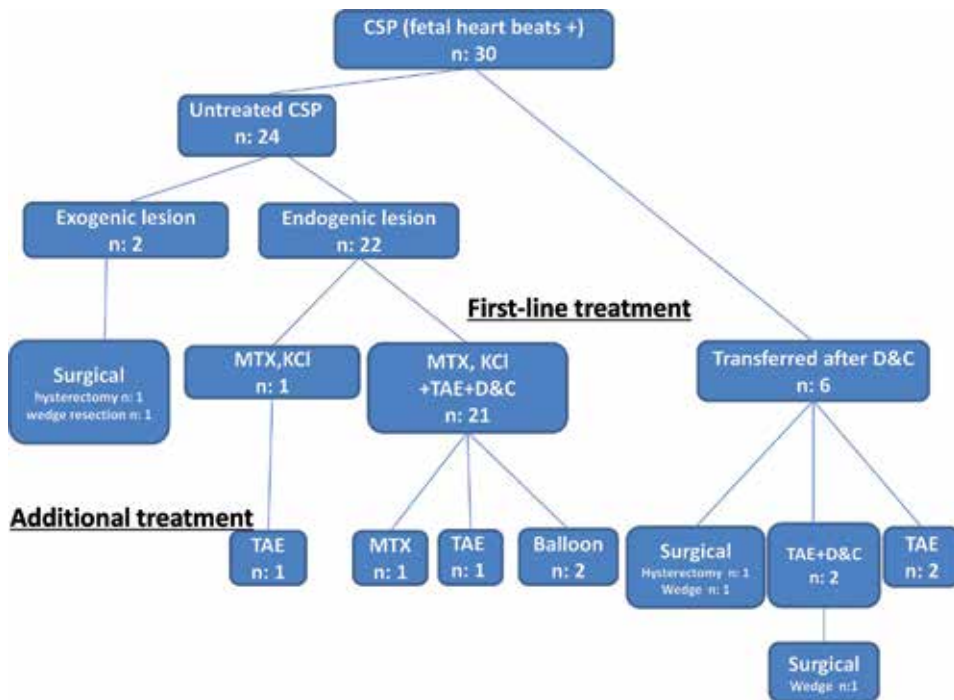 CSP (fetal heart beats +)
n: 30
Untreated CSP
n: 24
Exogenic lesion
n: 2
Endogenic lesion
n: 22
First-line treatment
Surgical
hysterectomy n: 1
wedge resection n: 1
MTX,KCl
n: 1
MTX, KCl
+TAE+D&C
n: 21
Transferred after D&C
n: 6
Additional treatment
TAE
n: 1
MTX
n: 1
TAE
n: 1
Balloon
n: 2
Surgical
Hysterectomy n: 1
Wedge n: 1
TAE+D&C
n: 2
TAE
n: 2
Surgical
Wedge n:1